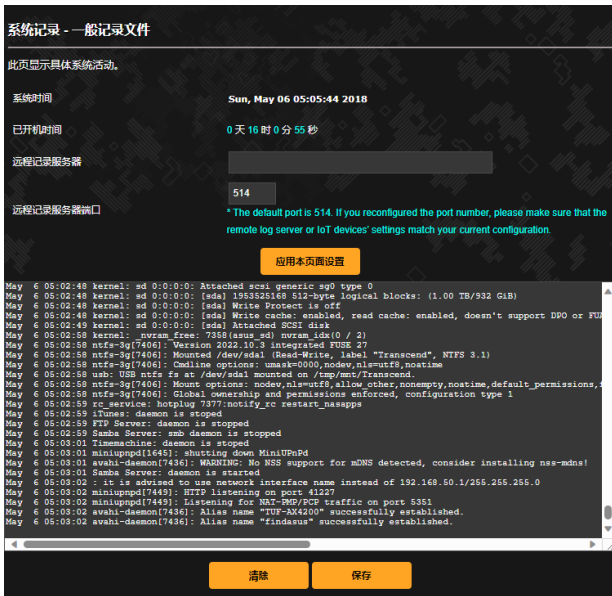 系统记录 - 一般记录文件
此页显示具体系统活动。
系统时间 Sun, May 06 05:05:44 2018
已开机时间 0 天 16 时 0 分 55 秒
远程记录服务器
514
远程记录服务器端口
* The default port is 514. If you reconfigured the port number, please make sure that the
remote log server or IoT devices' settings match your current configuration.
应用本页面设置
May 6 05:02:48 kernel: sd 0:0:0:0: Attached scsi generic sg0 type 0
May 6 05:02:48 kernel: sd 0:0:0:0: [sda] 1953525168 512-byte logical blocks: (1.00 TB/932 GiB)
May 6 05:02:48 kernel: sd 0:0:0:0: [sda] Write Protect is off
May 6 05:02:48 kernel: sd 0:0:0:0: [sda] Write cache: enabled, read cache: enabled, doesn't support DPO or FUA
May 6 05:02:49 kernel: sd 0:0:0:0: [sda] Attached SCSI disk
May 6 05:02:58 kernel: _nvram_free: 7358(asus_sd) nvram_idx(0 / 2)
May 6 05:02:58 ntfs-3g[7406]: Version 2022.10.3 integrated FUSE 27
May 6 05:02:58 ntfs-3g[7406]: Mounted /dev/sda1 (Read-Write, label "Transcend", NTFS 3.1)
May 6 05:02:58 ntfs-3g[7406]: Cmdline options: umask=0000,nodev,nls=utf8,noatime
May 6 05:02:58 usb: USB ntfs fs at /dev/sda1 mounted on /tmp/mnt/Transcend.
May 6 05:02:58 ntfs-3g[7406]: Mount options: nodev,nls=utf8,allow_other,nonempty,noatime,default_permissions,
May 6 05:02:58 ntfs-3g[7406]: Global ownership and permissions enforced, configuration type 1
May 6 05:02:59 rc_service: hotplug 7377:notify_rc restart_nasapps
May 6 05:02:59 iTunes: daemon is stoped
May 6 05:02:59 FTP Server: daemon is stopped
May 6 05:02:59 Samba Server: smb daemon is stopped
May 6 05:03:01 Timemachine: daemon is stoped
May 6 05:03:01 miniupnpd[1645]: shutting down MiniUPnPd
May 6 05:03:01 avahi-daemon[7436]: WARNING: No NSS support for mDNS detected, consider installing nss-mdns!
May 6 05:03:01 Samba Server: daemon is started
May 6 05:03:02 : it is advised to use network interface name instead of 192.168.50.1/255.255.255.0
May 6 05:03:02 miniupnpd[7449]: HTTP listening on port 41227
May 6 05:03:02 miniupnpd[7449]: Listening for NAT-PMP/PCP traffic on port 5351
May 6 05:03:02 avahi-daemon[7436]: Alias name "TUF-AX4200" successfully established.
May 6 05:03:02 avahi-daemon[7436]: Alias name "findasus" successfully established.
清除 保存